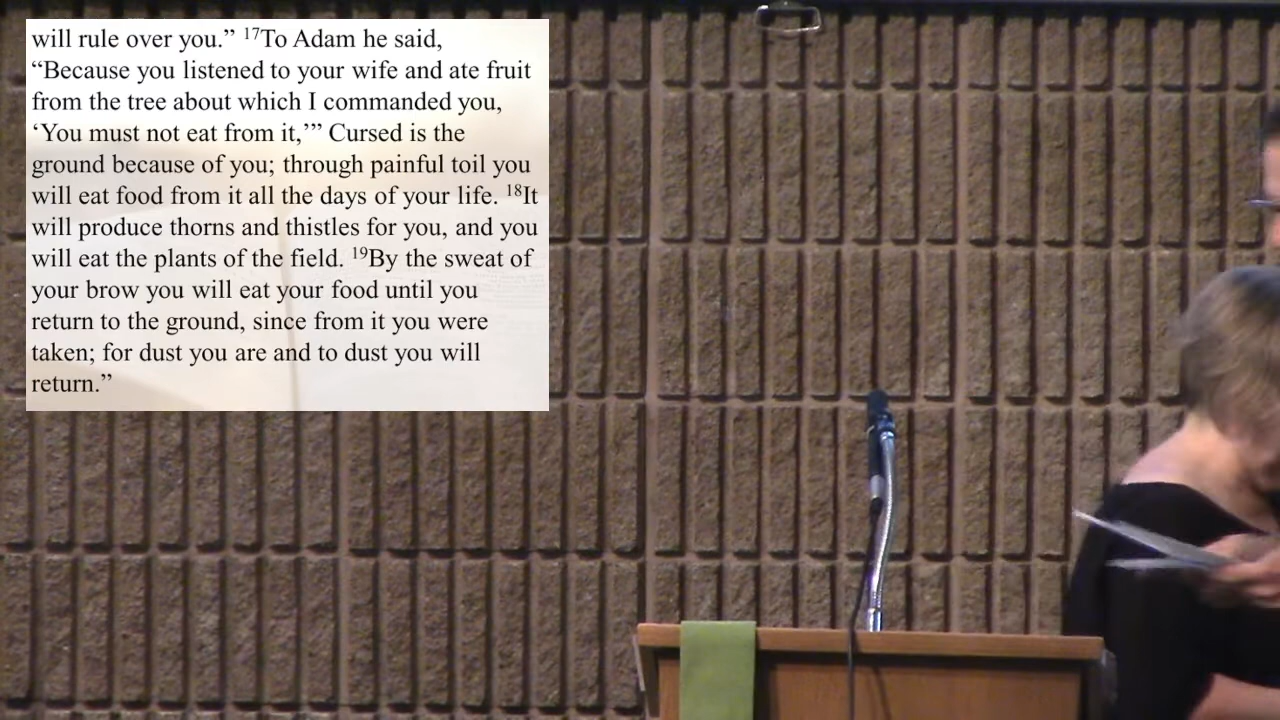 will rule over you.” ¹⁷To Adam he said,
“Because you listened to your wife and ate fruit
from the tree about which I commanded you,
‘You must not eat from it,’” Cursed is the
ground because of you; through painful toil you
will eat food from it all the days of your life. ¹⁸It
will produce thorns and thistles for you, and you
will eat the plants of the field. ¹⁹By the sweat of
your brow you will eat your food until you
return to the ground, since from it you were
taken; for dust you are and to dust you will
return.”